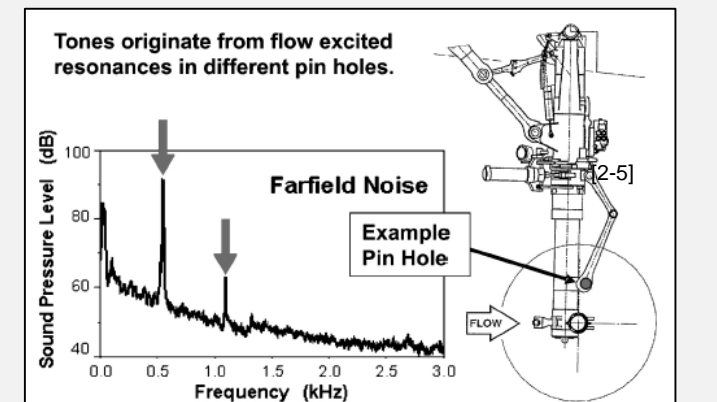 Tones originate from flow excited
resonances in different pin holes.
Sound Pressure Level (dB)
100
80
60
40
Farfield Noise
0.0 0.5 1.0 1.5 2.0 2.5 3.0
Frequency (kHz)
[2-5]
Example
Pin Hole
FLOW